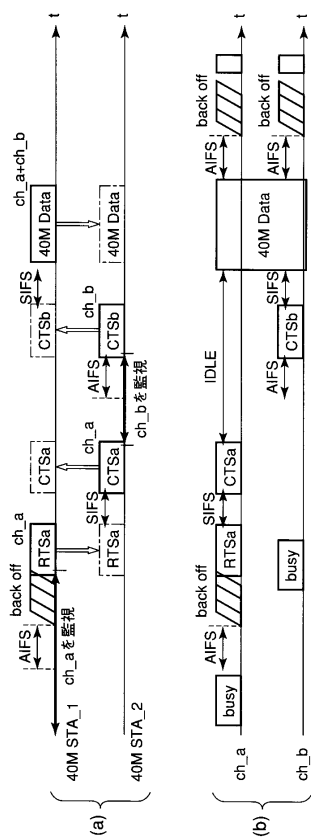 (a)
40M STA_1
ch_aを監視
AIFS
back off
ch_a
RTSa
CTSa
CTSb
SIFS
ch_a+ch_b
40M Data
t
40M STA_2
RTSa
SIFS
CTSa
ch_a
ch_bを監視
AIFS
CTSb
ch_b
40M Data
t
(b)
ch_a
busy
AIFS
back off
RTSa
SIFS
CTSa
IDLE
40M Data
AIFS
back off
t
ch_b
busy
AIFS
CTSb
SIFS
AIFS
back off
t